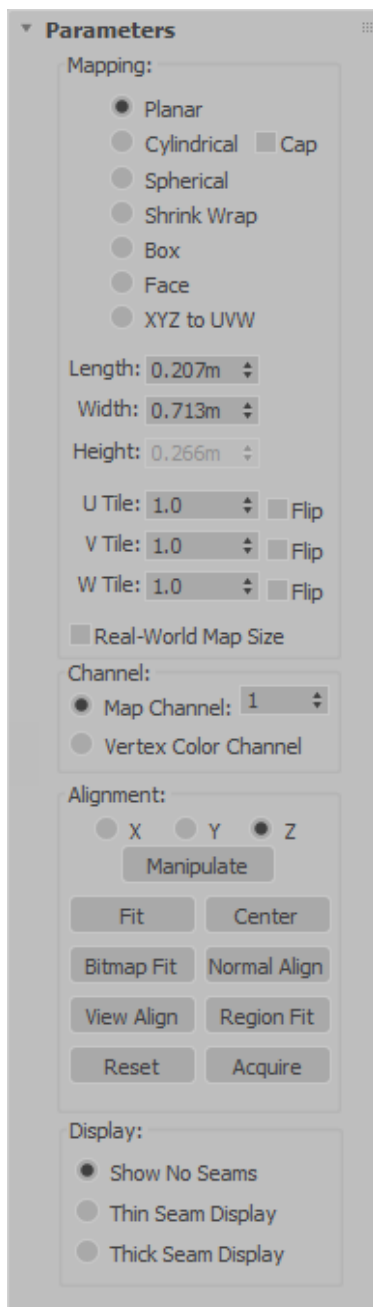 Parameters
Mapping:
Planar
Cylindrical Cap
Spherical
Shrink Wrap
Box
Face
XYZ to UVW
Length: 0.207m
Width: 0.713m
Height: 0.266m
U Tile: 1.0 Flip
V Tile: 1.0 Flip
W Tile: 1.0 Flip
Real-World Map Size
Channel:
Map Channel: 1
Vertex Color Channel
Alignment:
X Y Z
Manipulate
Fit Center
Bitmap Fit Normal Align
View Align Region Fit
Reset Acquire
Display:
Show No Seams
Thin Seam Display
Thick Seam Display